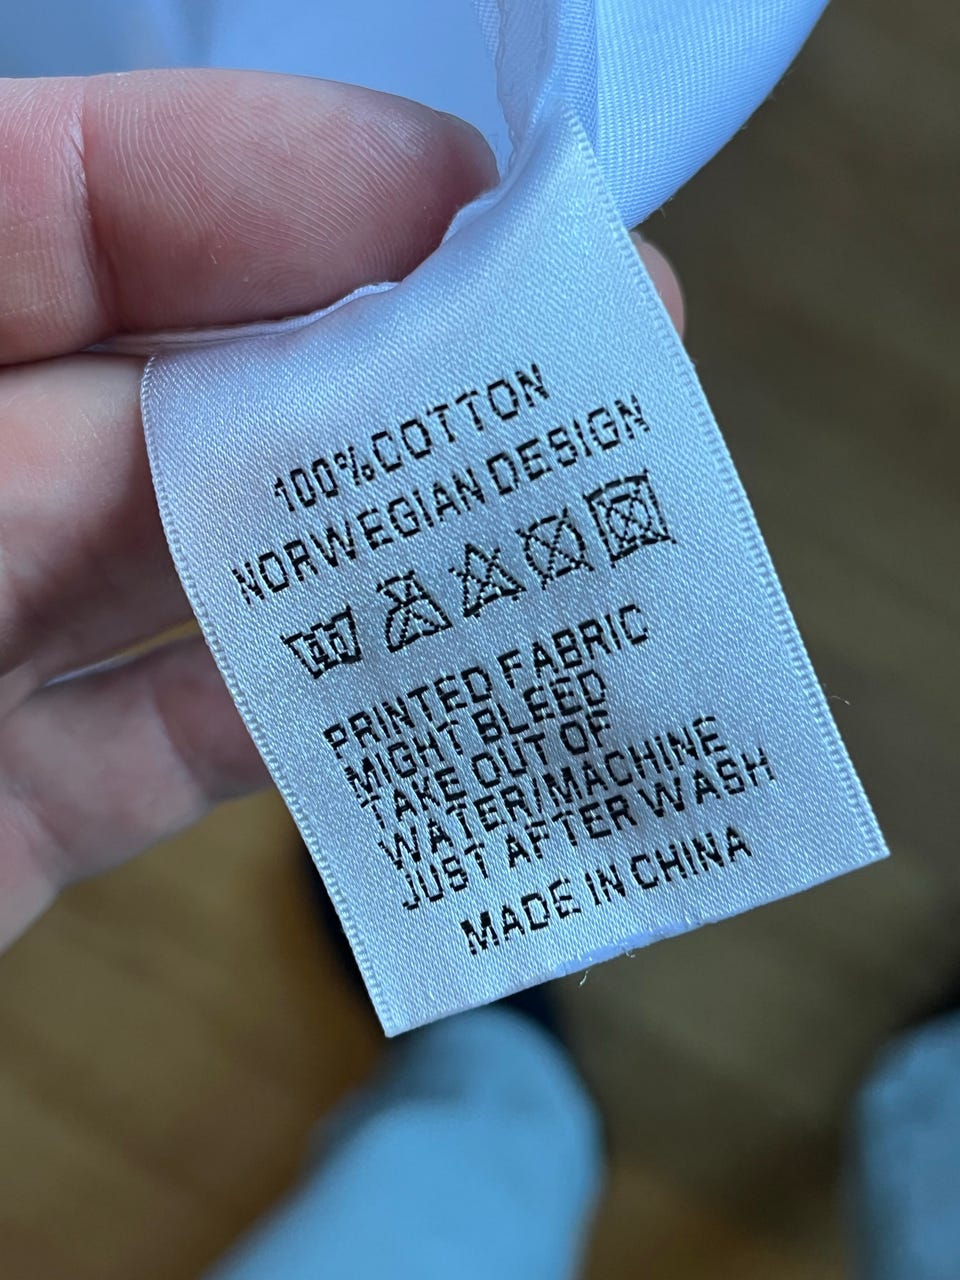 100%COTTON
NORWEGIAN DESIGN
PRINTED FABRIC
MIGHT BLEED
TAKE OUT OF
WATER/MACHINE
JUST AFTER WASH
MADE IN CHINA